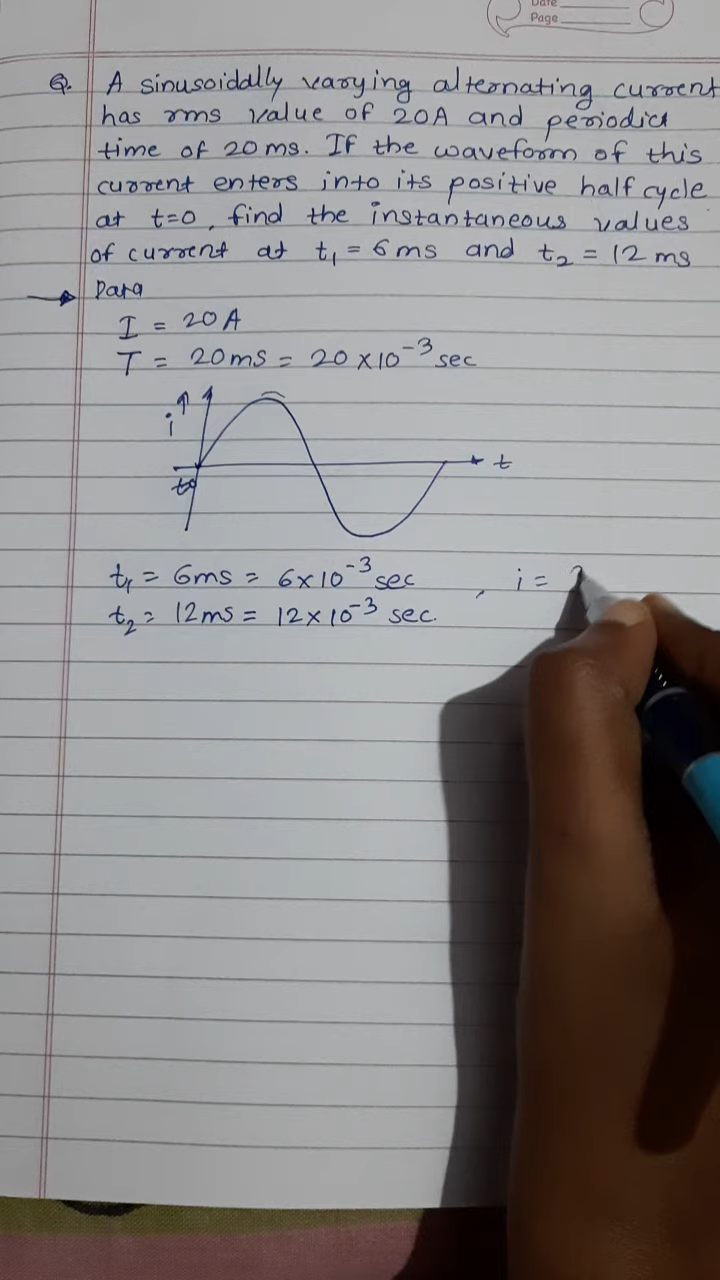 Date
Page
Q. A sinusoidally varying alternating current
has rms value of 20A and periodict
time of 20 ms. If the waveform of this
current enters into its positive half cycle
at t=0, find the instantaneous values
of current at t₁ = 6ms and t₂ = 12 ms
→ Data
I = 20A
T = 20ms = 20 × 10⁻³ sec
i ↑
t
t₁ = 6ms = 6×10⁻³ sec , i = ?
t₂ = 12ms = 12×10⁻³ sec.